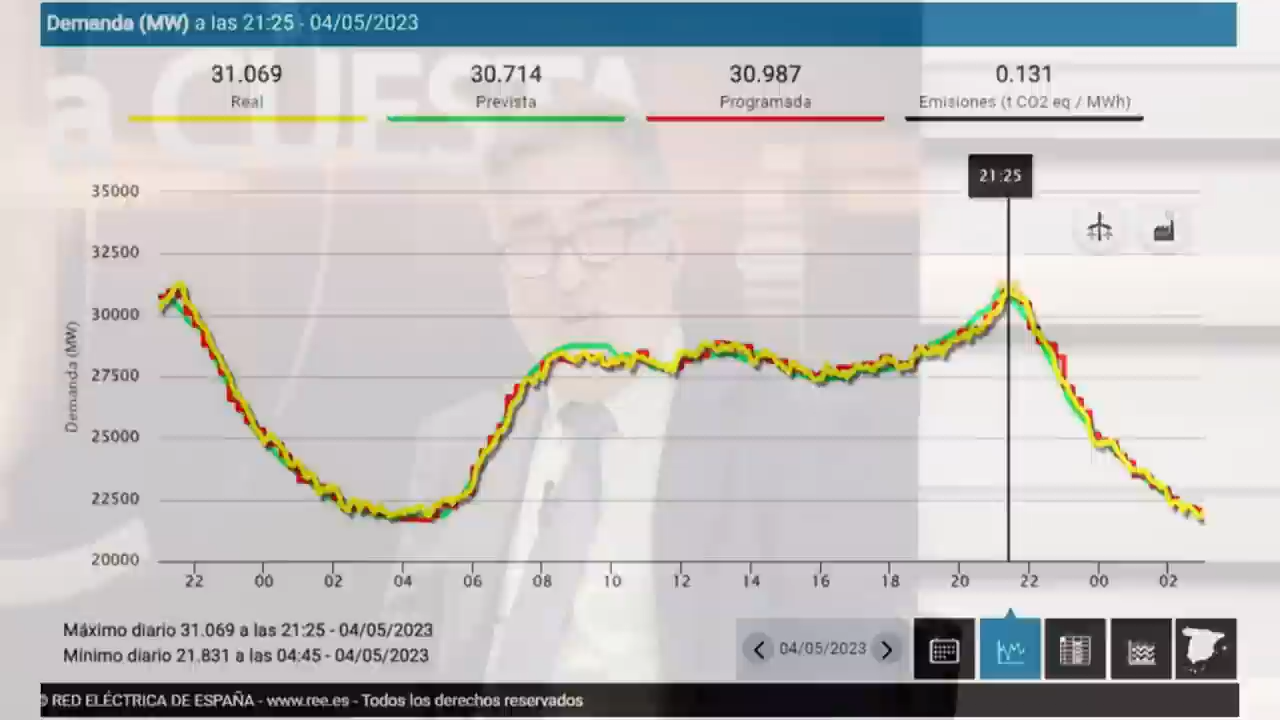 Demanda (MW) a las 21:25 - 04/05/2023
a CUESTA
31.069 30.714 30.987 0.131
Real Prevista Programada Emisiones (t CO2 eq / MWh)
21:25
35000
32500
30000
27500
25000
22500
20000
Demanda (MW)
22 00 02 04 06 08 10 12 14 16 18 20 22 00 02
Máximo diario 31.069 a las 21:25 - 04/05/2023
Mínimo diario 21.831 a las 04:45 - 04/05/2023
04/05/2023
© RED ELÉCTRICA DE ESPAÑA - www.ree.es - Todos los derechos reservados